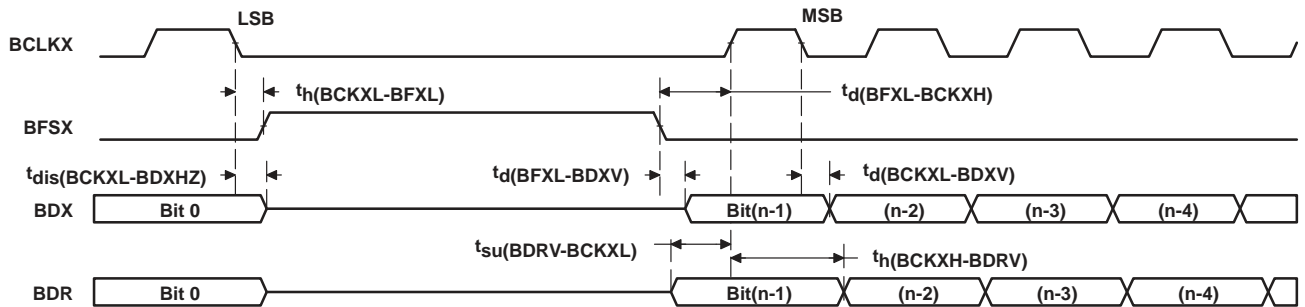 LSB MSB
BCLKX
th(BCKXL-BFXL) td(BFXL-BCKXH)
BFSX
tdis(BCKXL-BDXHZ) td(BFXL-BDXV) td(BCKXL-BDXV)
BDX Bit 0 Bit(n-1) (n-2) (n-3) (n-4)
tsu(BDRV-BCKXL) th(BCKXH-BDRV)
BDR Bit 0 Bit(n-1) (n-2) (n-3) (n-4)